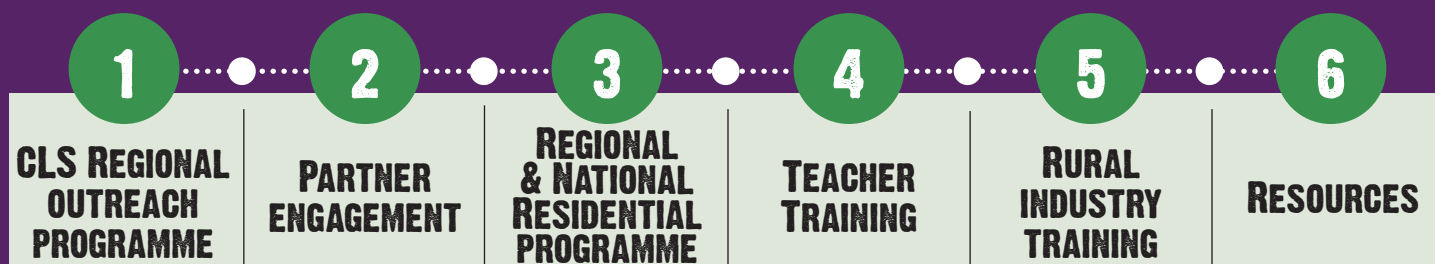 1
2
3
4
5
6
CLS REGIONAL
OUTREACH
PROGRAMME
PARTNER
ENGAGEMENT
REGIONAL
& NATIONAL
RESIDENTIAL
PROGRAMME
TEACHER
TRAINING
RURAL
INDUSTRY
TRAINING
RESOURCES